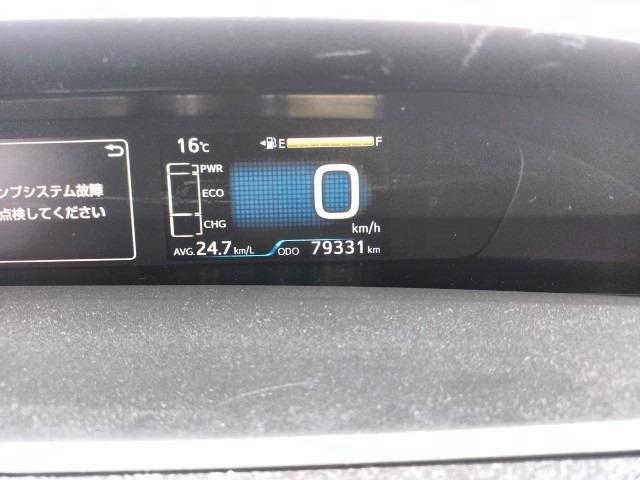 16℃
E F
PWR
ECO
CHG
0
km/h
ンプシステム故障
点検してください
AVG. 24.7 km/L
ODO 79331 km